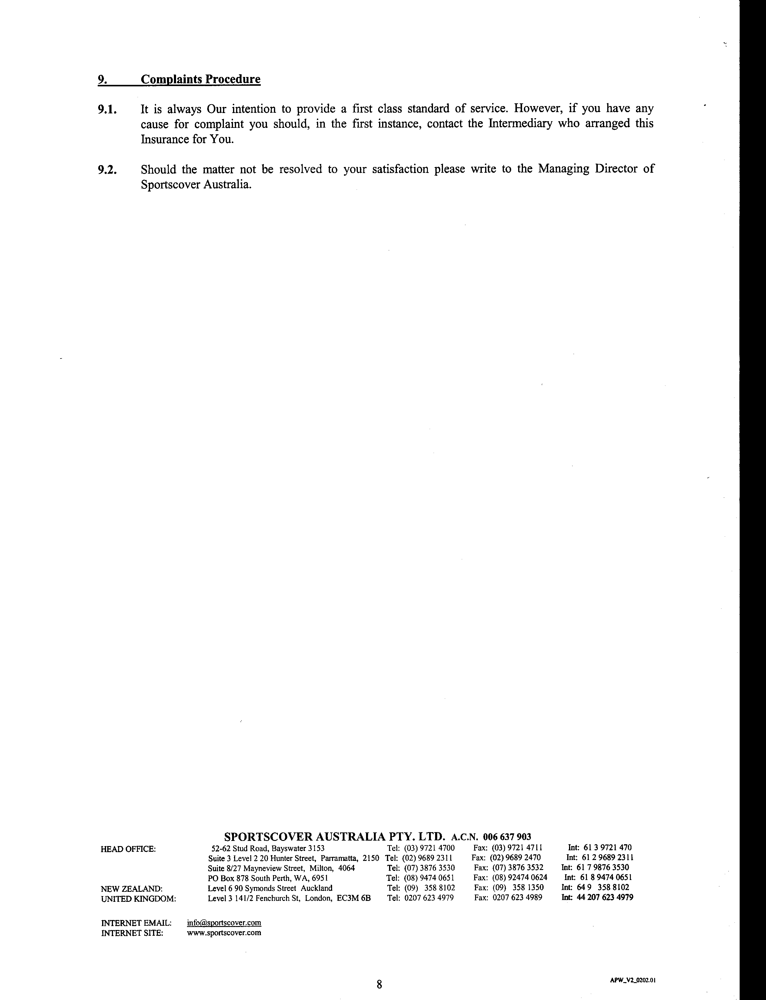 9. Complaints Procedure
9.1. It is always Our intention to provide a first class standard of service. However, if you have any
cause for complaint you should, in the first instance, contact the Intermediary who arranged this
Insurance for You.
9.2. Should the matter not be resolved to your satisfaction please write to the Managing Director of
Sportscover Australia.
SPORTSCOVER AUSTRALIA PTY. LTD. A.C.N. 006 637 903
HEAD OFFICE: 52-62 Stud Road, Bayswater 3153 Tel: (03) 9721 4700 Fax: (03) 9721 4711 Int: 61 3 9721 470
Suite 3 Level 2 20 Hunter Street, Parramatta, 2150 Tel: (02) 9689 2311 Fax: (02) 9689 2470 Int: 61 2 9689 2311
Suite 8/27 Mayneview Street, Milton, 4064 Tel: (07) 3876 3530 Fax: (07) 3876 3532 Int: 61 7 9876 3530
PO Box 878 South Perth, WA, 6951 Tel: (08) 9474 0651 Fax: (08) 92474 0624 Int: 61 8 9474 0651
NEW ZEALAND: Level 6 90 Symonds Street Auckland Tel: (09) 358 8102 Fax: (09) 358 1350 Int: 64 9 358 8102
UNITED KINGDOM: Level 3 141/2 Fenchurch St, London, EC3M 6B Tel: 0207 623 4979 Fax: 0207 623 4989 Int: 44 207 623 4979
INTERNET EMAIL: info@sportscover.com
INTERNET SITE: www.sportscover.com
8
APW_V2_0202.01